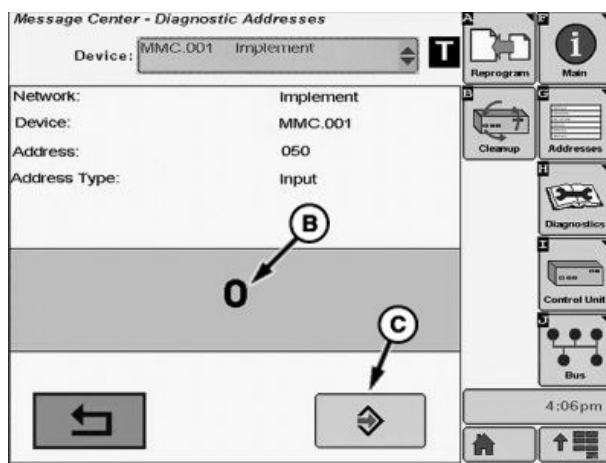 Message Center - Diagnostic Addresses
Device: MMC.001 Implement
T
Network: Implement
Device: MMC.001
Address: 050
Address Type: Input
B
0
C
A
Reprogram
F
Main
B
Cleanup
G
Addresses
H
Diagnostics
I
Control Unit
J
Bus
4:06pm